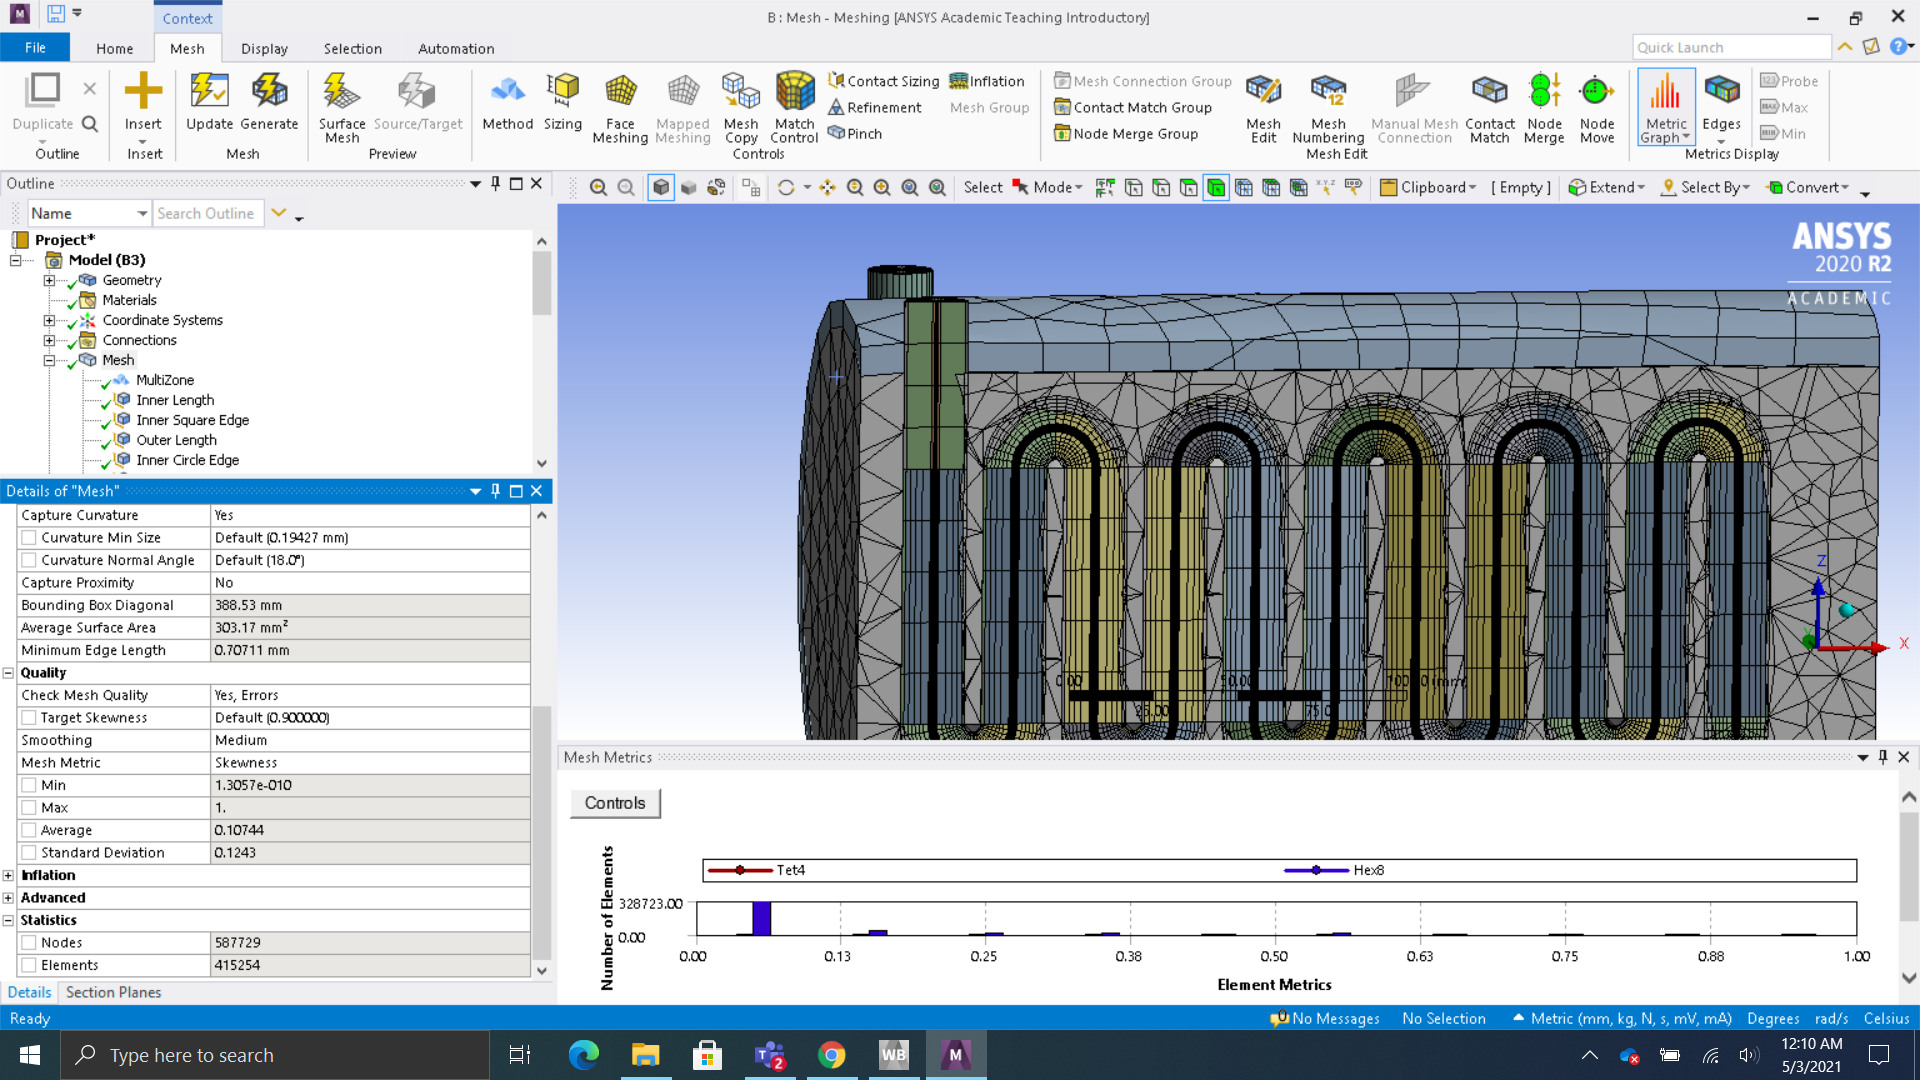 Context
B : Mesh - Meshing [ANSYS Academic Teaching Introductory]
File Home Mesh Display Selection Automation
Quick Launch
Duplicate
Outline
Insert
Insert
Update Generate
Mesh
Surface Mesh Source/Target
Preview
Method Sizing Face Meshing Mapped Meshing Mesh Copy Match Control
Contact Sizing
Refinement
Pinch
Inflation
Mesh Group
Controls
Mesh Connection Group
Contact Match Group
Node Merge Group
Mesh Edit Mesh Numbering Manual Mesh Connection Contact Match Node Merge Node Move
Mesh Edit
Metric Graph Edges
Probe
Max
Min
Metrics Display
Outline
Name Search Outline
Select Mode Clipboard [ Empty ] Extend Select By Convert
Project*
Model (B3)
Geometry
Materials
Coordinate Systems
Connections
Mesh
MultiZone
Inner Length
Inner Square Edge
Outer Length
Inner Circle Edge
Details of "Mesh"
Capture Curvature Yes
Curvature Min Size Default (0.19427 mm)
Curvature Normal Angle Default (18.0°)
Capture Proximity No
Bounding Box Diagonal 388.53 mm
Average Surface Area 303.17 mm²
Minimum Edge Length 0.70711 mm
Quality
Check Mesh Quality Yes, Errors
Target Skewness Default (0.900000)
Smoothing Medium
Mesh Metric Skewness
Min 1.3057e-010
Max 1.
Average 0.10744
Standard Deviation 0.1243
Inflation
Advanced
Statistics
Nodes 587729
Elements 415254
Details Section Planes
ANSYS
2020 R2
ACADEMIC
Z
X
0.00 50.00 (mm)
25.00
Mesh Metrics
Controls
Number of Elements
Tet4 Hex8
328723.00
0.00
0.00 0.13 0.25 0.38 0.50 0.63 0.75 0.88 1.00
Element Metrics
Ready
0 No Messages No Selection Metric (mm, kg, N, s, mV, mA) Degrees rad/s Celsius
Type here to search
2
WB
M
12:10 AM
5/3/2021